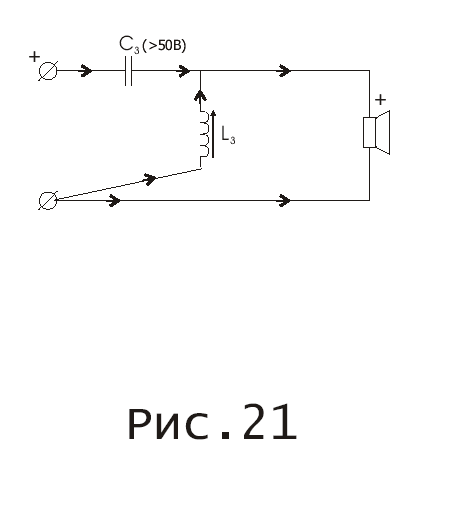 +
C₃ (>50В)
+
L₃
Рис.21